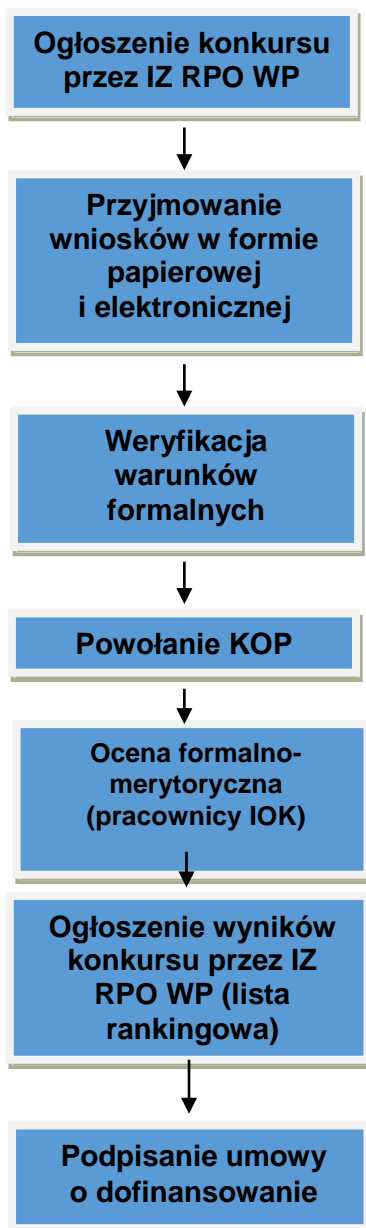 Ogłoszenie konkursu
przez IZ RPO WP
Przyjmowanie
wniosków w formie
papierowej
i elektronicznej
Weryfikacja
warunków
formalnych
Powołanie KOP
Ocena formalno-
merytoryczna
(pracownicy IOK)
Ogłoszenie wyników
konkursu przez IZ
RPO WP (lista
rankingowa)
Podpisanie umowy
o dofinansowanie